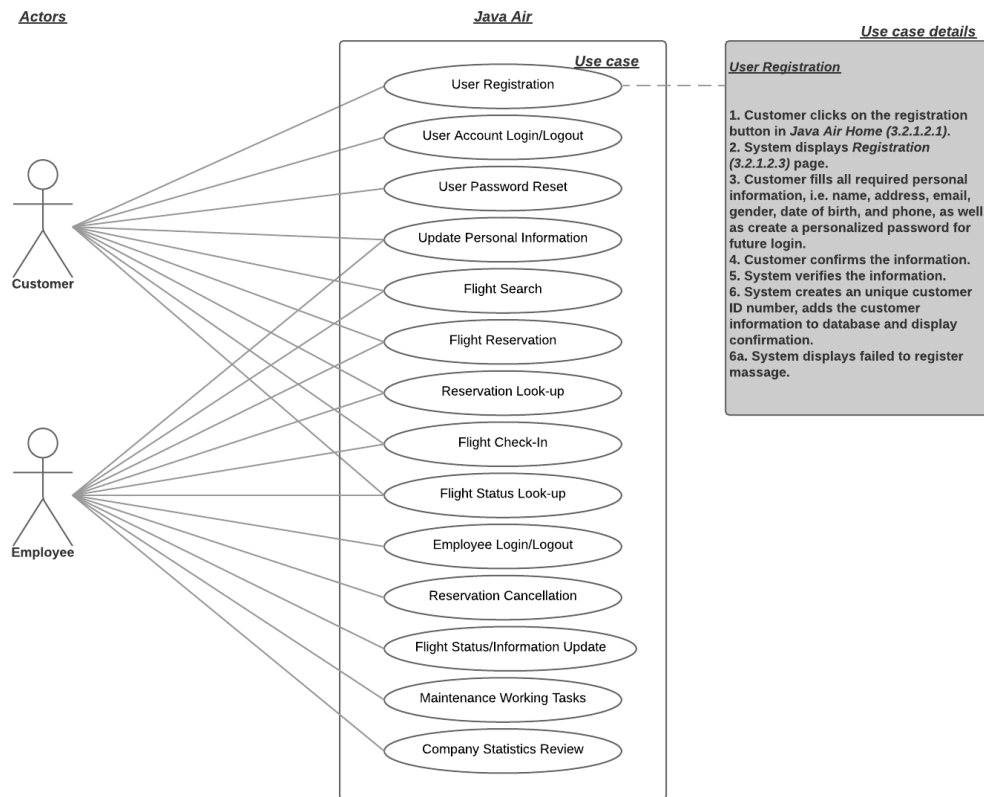 Actors
Java Air
Use case details
Use case
User Registration
User Account Login/Logout
User Password Reset
Update Personal Information
Flight Search
Flight Reservation
Reservation Look-up
Flight Check-In
Flight Status Look-up
Employee Login/Logout
Reservation Cancellation
Flight Status/Information Update
Maintenance Working Tasks
Company Statistics Review
Customer
Employee
User Registration
1. Customer clicks on the registration
button in Java Air Home (3.2.1.2.1).
2. System displays Registration
(3.2.1.2.3) page.
3. Customer fills all required personal
information, i.e. name, address, email,
gender, date of birth, and phone, as well
as create a personalized password for
future login.
4. Customer confirms the information.
5. System verifies the information.
6. System creates an unique customer
ID number, adds the customer
information to database and display
confirmation.
6a. System displays failed to register
massage.